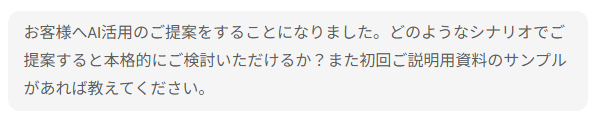 お客様へAI活用のご提案をすることになりました。どのようなシナリオでご
提案すると本格的にご検討いただけるか？また初回ご説明用資料のサンプル
があれば教えてください。